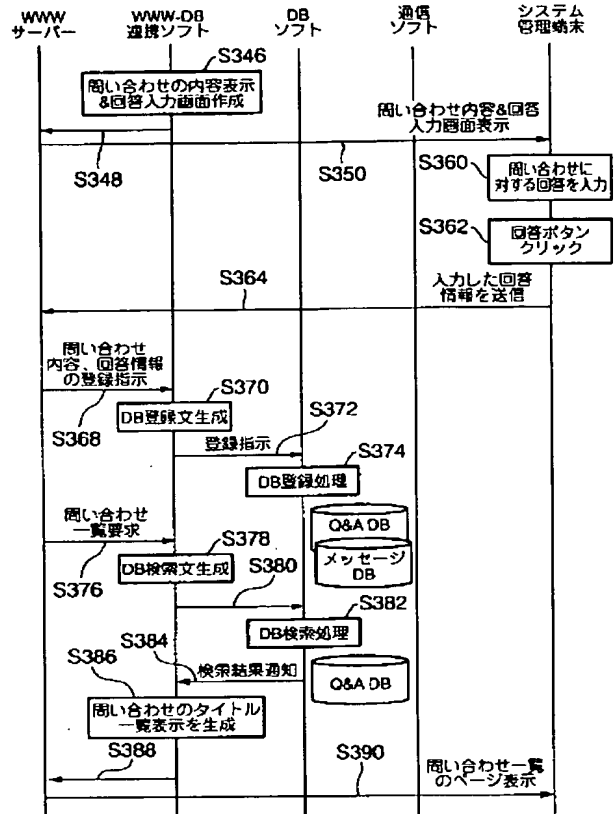 WWW
サーバー
WWW-DB
連携ソフト
DB
ソフト
通信
ソフト
システム
管理端末
S346
問い合わせの内容表示
&回答入力画面作成
問い合わせ内容&回答
入力画面表示
S348
S350
S360
問い合わせに
対する回答を入力
S362
回答ボタン
クリック
S364
入力した回答
情報を送信
問い合わせ
内容、回答情報
の登録指示
S368
S370
DB登録文生成
S372
登録指示
S374
DB登録処理
Q&A DB
メッセージ
DB
問い合わせ
一覧要求
S376
S378
DB検索文生成
S380
S382
DB検索処理
S384
検索結果通知
Q&A DB
S386
問い合わせのタイトル
一覧表示を生成
S388
S390
問い合わせ一覧
のページ表示